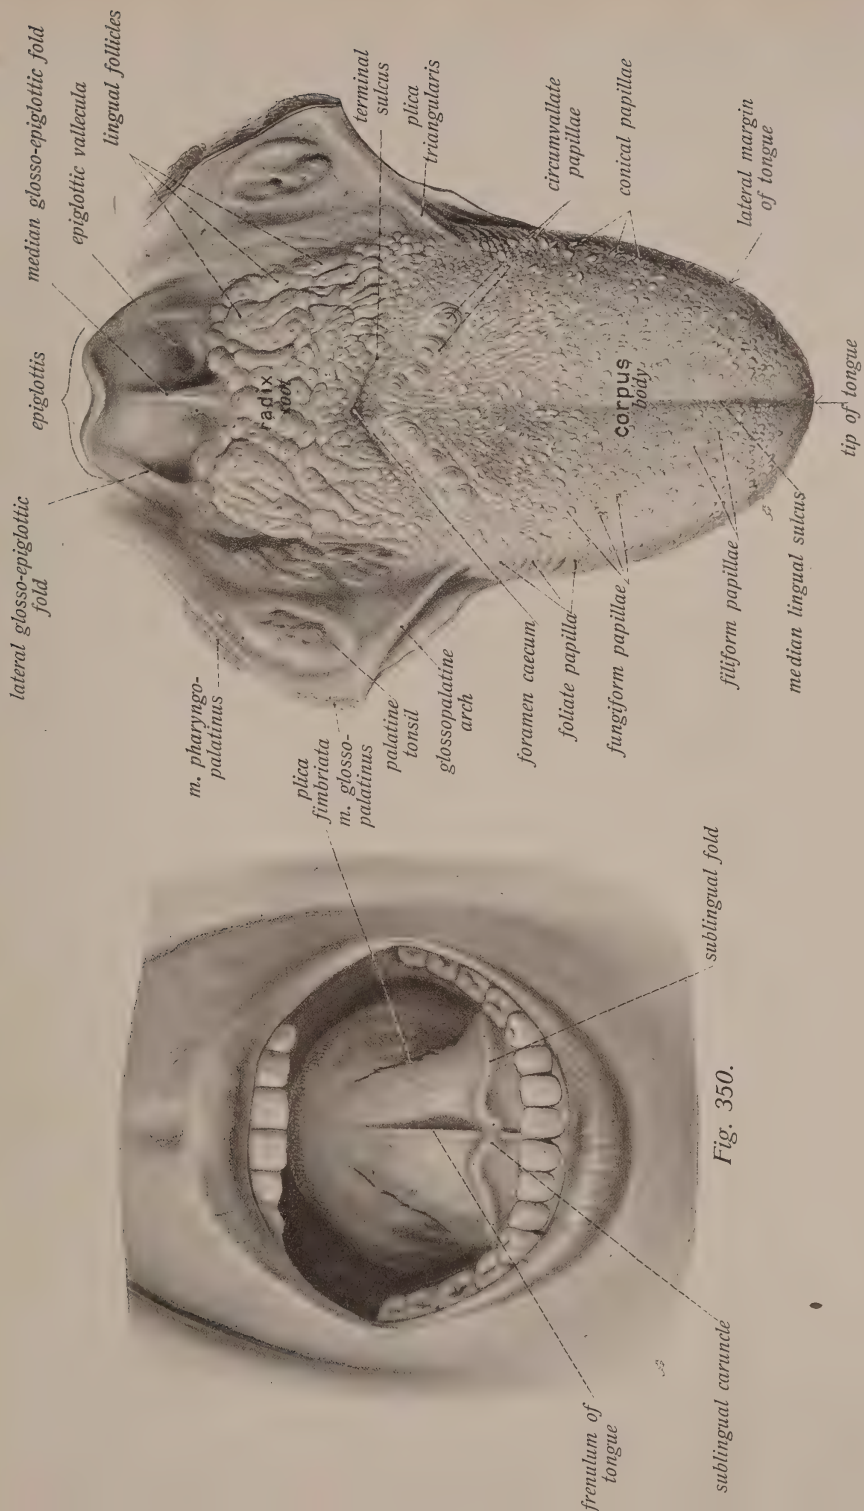 lateral glosso-epiglottic
fold
epiglottis
median glosso-epiglottic fold
epiglottic vallecula
lingual follicles
m. pharyngo-
palatinus
plica
fimbriata
m. glosso-
palatinus
palatine
tonsil
glossopalatine
arch
radix
root
terminal
sulcus
plica
triangularis
foramen caecum
foliate papilla
fungiform papillae
circumvallate
papillae
conical papillae
corpus
body
filiform papillae
median lingual sulcus
tip of tongue
lateral margin
of tongue
frenulum of
tongue
sublingual caruncle
sublingual fold
Fig. 350.